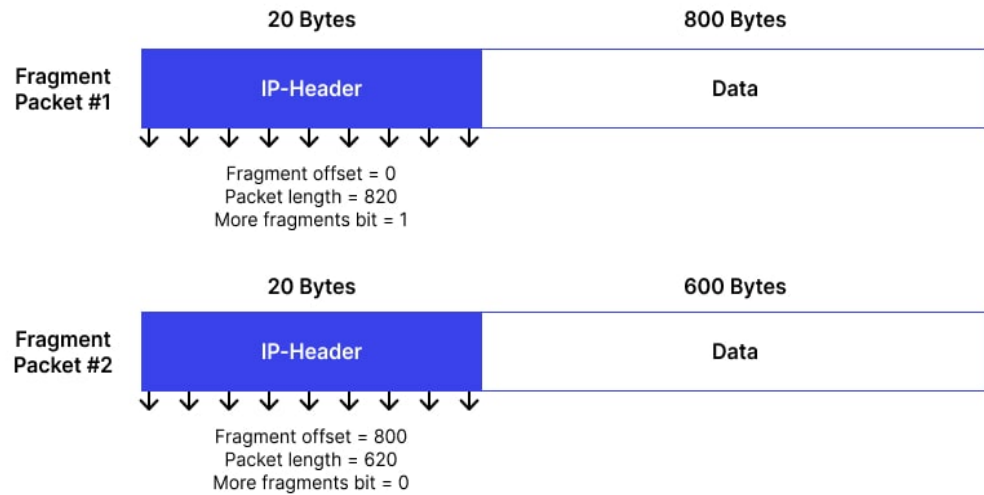 20 Bytes
800 Bytes
Fragment
Packet #1
IP-Header
Data
Fragment offset = 0
Packet length = 820
More fragments bit = 1
20 Bytes
600 Bytes
Fragment
Packet #2
IP-Header
Data
Fragment offset = 800
Packet length = 620
More fragments bit = 0